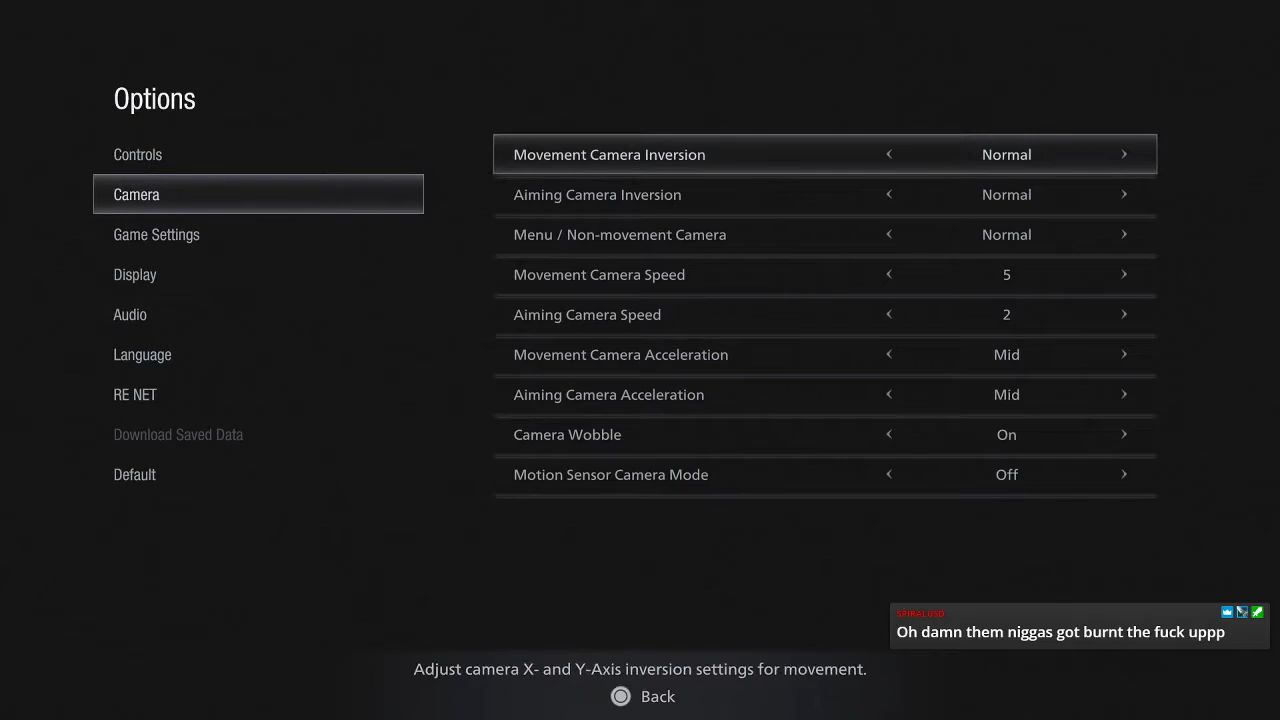 Options
Controls
Camera
Game Settings
Display
Audio
Language
RE NET
Download Saved Data
Default
Movement Camera Inversion Normal
Aiming Camera Inversion Normal
Menu / Non-movement Camera Normal
Movement Camera Speed 5
Aiming Camera Speed 2
Movement Camera Acceleration Mid
Aiming Camera Acceleration Mid
Camera Wobble On
Motion Sensor Camera Mode Off
SPIRALUSD
Oh damn them niggas got burnt the fuck uppp
Adjust camera X- and Y-Axis inversion settings for movement.
Back